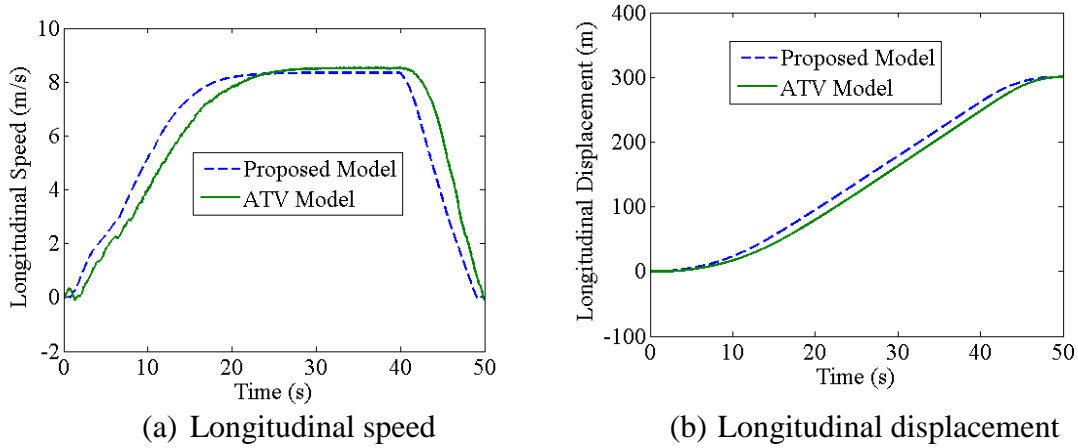 10
8
6
4
2
0
-2
Longitudinal Speed (m/s)
Proposed Model
ATV Model
0 10 20 30 40 50
Time (s)
(a) Longitudinal speed
400
300
200
100
0
-100
Longitudinal Displacement (m)
Proposed Model
ATV Model
0 10 20 30 40 50
Time (s)
(b) Longitudinal displacement